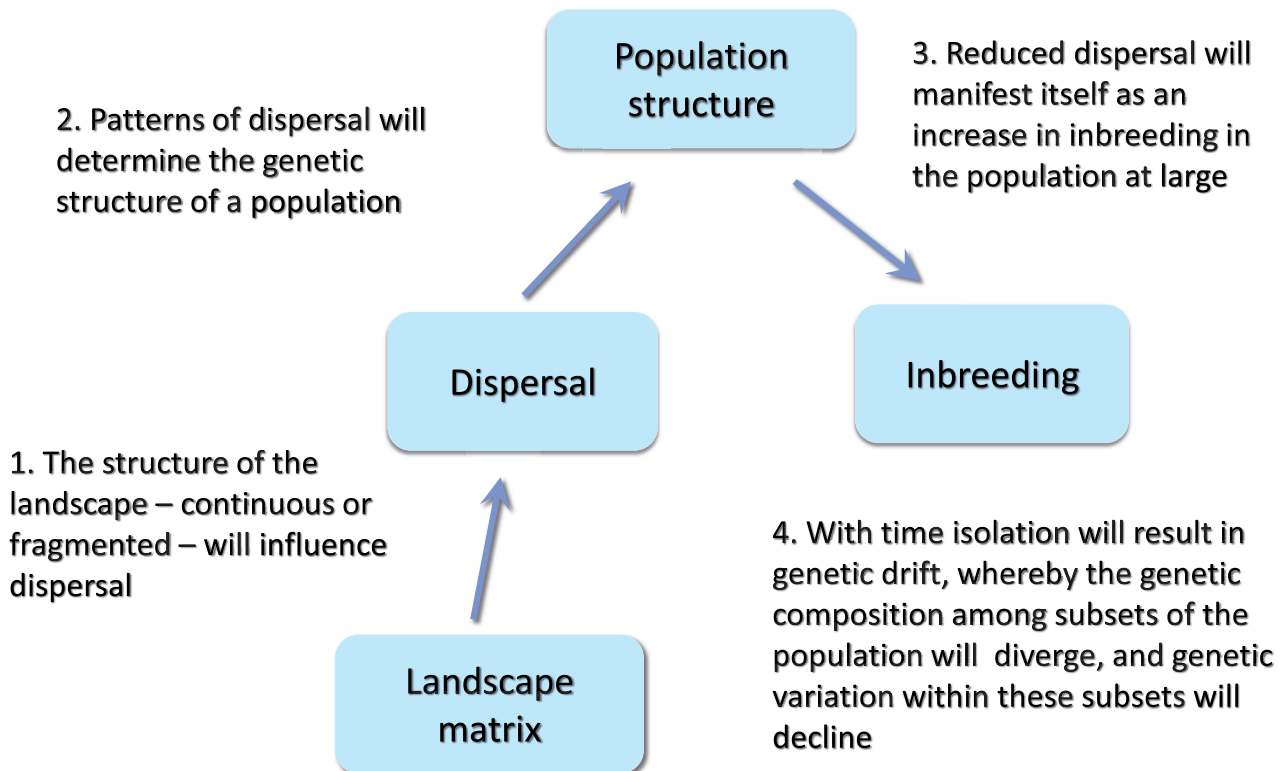 Population
structure
3. Reduced dispersal will
manifest itself as an
increase in inbreeding in
the population at large
2. Patterns of dispersal will
determine the genetic
structure of a population
Dispersal
Inbreeding
1. The structure of the
landscape – continuous or
fragmented – will influence
dispersal
4. With time isolation will result in
genetic drift, whereby the genetic
composition among subsets of the
population will  diverge, and genetic
variation within these subsets will
decline
Landscape
matrix